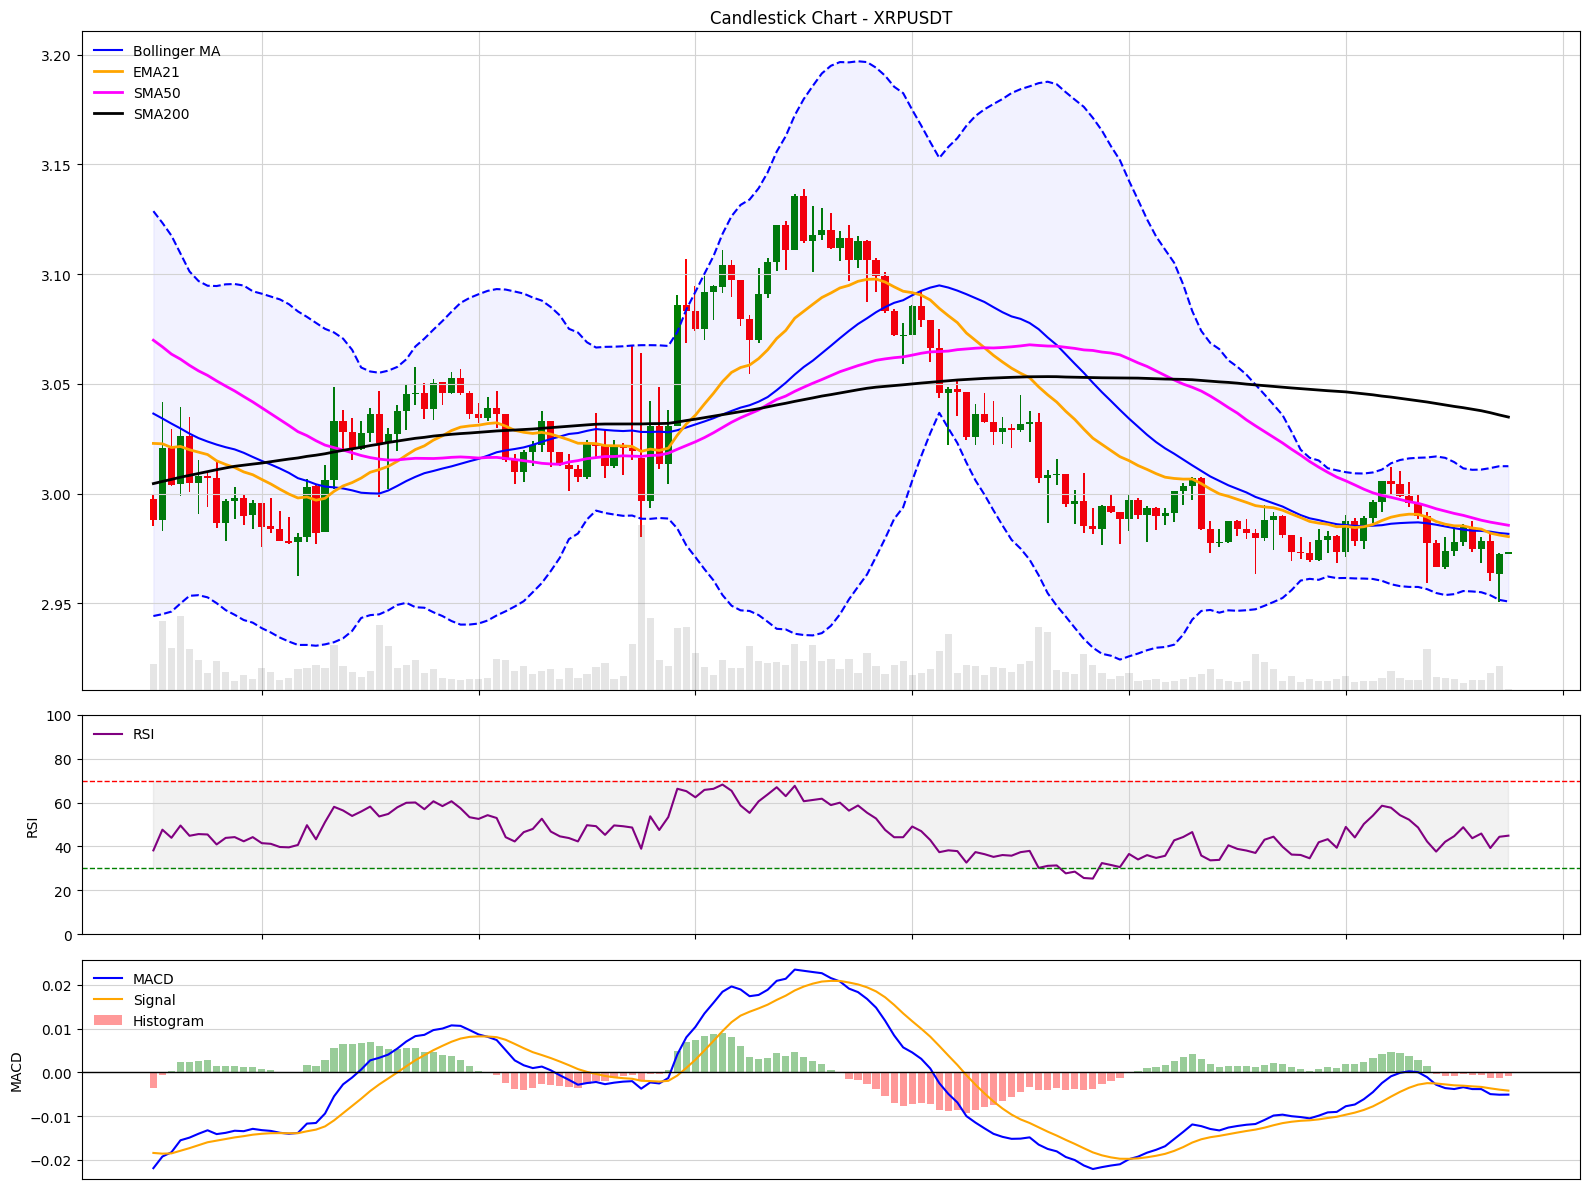 Candlestick Chart - XRPUSDT
Bollinger MA
EMA21
SMA50
SMA200
3.20
3.15
3.10
3.05
3.00
2.95
RSI
100
80
60
40
20
0
RSI
MACD
Signal
Histogram
0.02
0.01
0.00
−0.01
−0.02
MACD